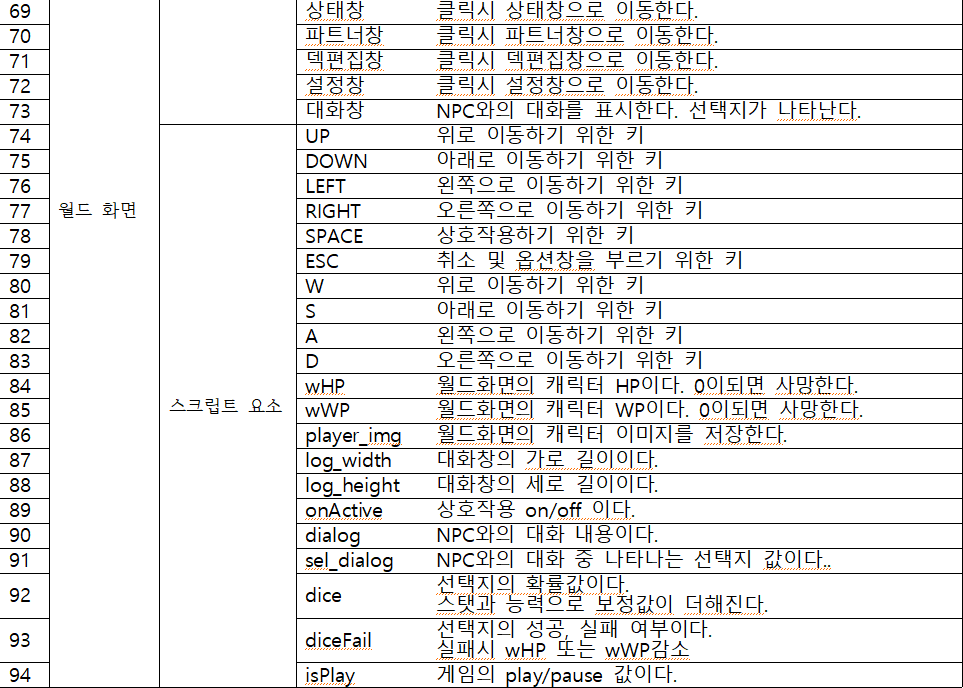 69 상태창 클릭시 상태창으로 이동한다.
70 파트너창 클릭시 파트너창으로 이동한다.
71 덱편집창 클릭시 덱편집창으로 이동한다.
72 설정창 클릭시 설정창으로 이동한다.
73 대화창 NPC와의 대화를 표시한다. 선택지가 나타난다.
74 UP 위로 이동하기 위한 키
75 DOWN 아래로 이동하기 위한 키
76 LEFT 왼쪽으로 이동하기 위한 키
77 월드 화면 RIGHT 오른쪽으로 이동하기 위한 키
78 SPACE 상호작용하기 위한 키
79 ESC 취소 및 옵션창을 부르기 위한 키
80 W 위로 이동하기 위한 키
81 S 아래로 이동하기 위한 키
82 A 왼쪽으로 이동하기 위한 키
83 D 오른쪽으로 이동하기 위한 키
84 wHP 월드화면의 캐릭터 HP이다. 0이되면 사망한다.
85 스크립트 요소 wWP 월드화면의 캐릭터 WP이다. 0이되면 사망한다.
86 player_img 월드화면의 캐릭터 이미지를 저장한다.
87 log_width 대화창의 가로 길이이다.
88 log_height 대화창의 세로 길이이다.
89 onActive 상호작용 on/off 이다.
90 dialog NPC와의 대화 내용이다.
91 sel_dialog NPC와의 대화 중 나타나는 선택지 값이다..
92 dice 선택지의 확률값이다.
스탯과 능력으로 보정값이 더해진다.
93 diceFail 선택지의 성공, 실패 여부이다.
실패시 wHP 또는 wWP감소
94 isPlay 게임의 play/pause 값이다.